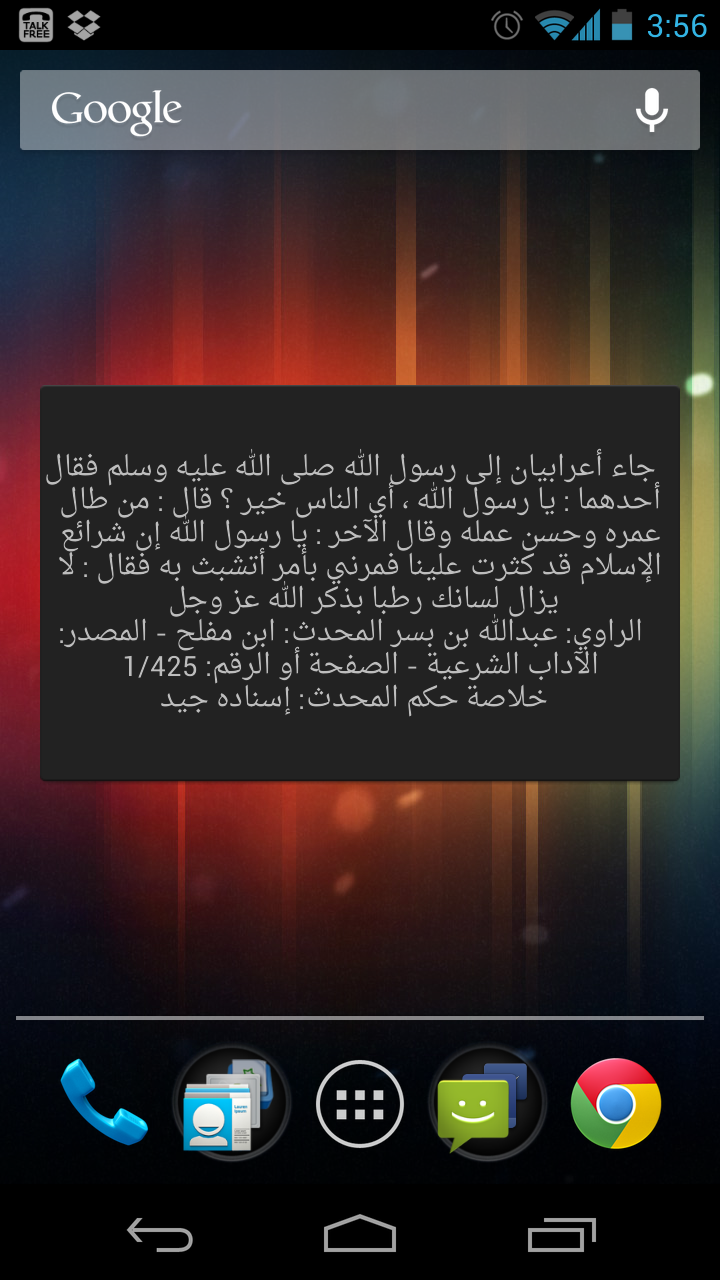 TALK
FREE
3:56
Google
جاء أعرابيان إلى رسول الله صلى الله عليه وسلم فقال
أحدهما : يا رسول الله ، أي الناس خير ؟ قال : من طال
عمره وحسن عمله وقال الآخر : يا رسول الله إن شرائع
الإسلام قد كثرت علينا فمرني بأمر أتشبث به فقال : لا
يزال لسانك رطبا بذكر الله عز وجل
الراوي: عبدالله بن بسر المحدث: ابن مفلح - المصدر:
الآداب الشرعية - الصفحة أو الرقم: 1/425
خلاصة حكم المحدث: إسناده جيد